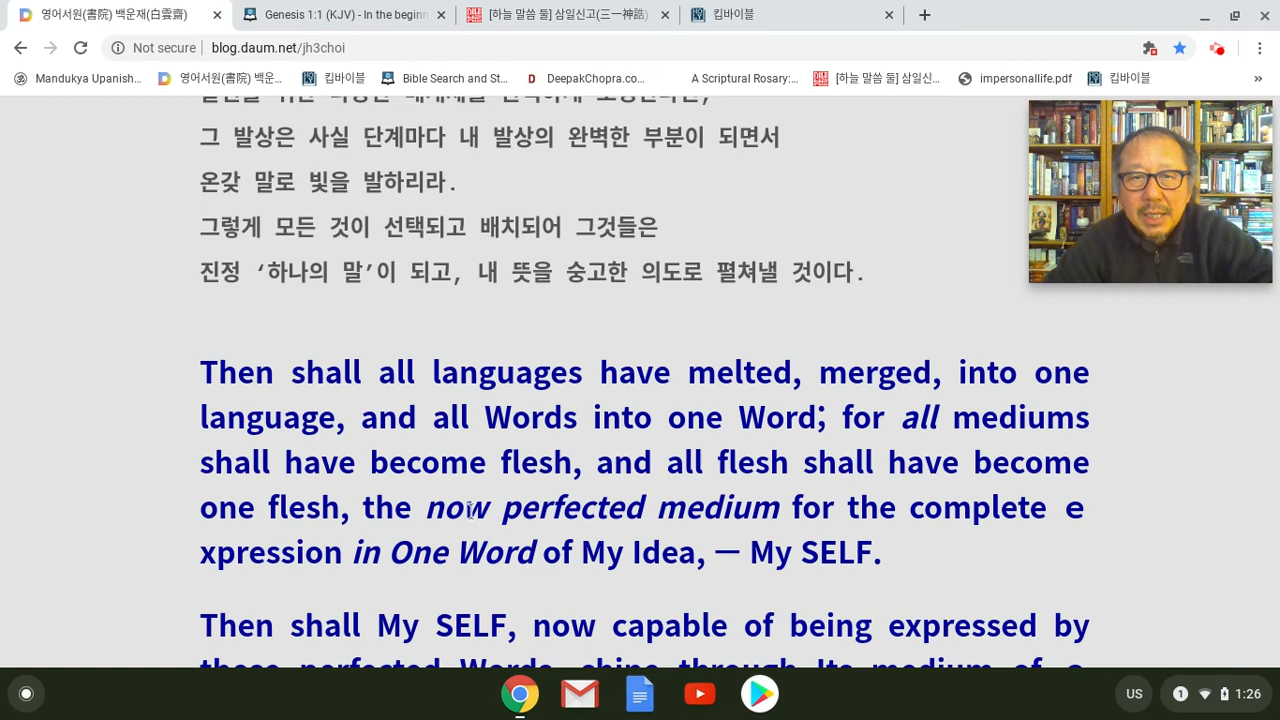 영어서원(書院) 백운재(白雲齋)
Genesis 1:1 (KJV) - In the beginn
[하늘 말씀 둘] 삼일신고(三一神誥)
킵바이블
Not secure
blog.daum.net/jh3choi
Mandukya Upanish...
영어서원(書院) 백운...
킵바이블
Bible Search and St...
DeepakChopra.co...
A Scriptural Rosary:...
[하늘 말씀 둘] 삼일신...
impersonallife.pdf
킵바이블
»
그 발상은 사실 단계마다 내 발상의 완벽한 부분이 되면서
온갖 말로 빛을 발하리라.
그렇게 모든 것이 선택되고 배치되어 그것들은
진정 ‘하나의 말’이 되고, 내 뜻을 숭고한 의도로 펼쳐낼 것이다.
Then shall all languages have melted, merged, into one
language, and all Words into one Word; for all mediums
shall have become flesh, and all flesh shall have become
one flesh, the now perfected medium for the complete e
xpression in One Word of My Idea, — My SELF.
Then shall My SELF, now capable of being expressed by
these perfected Words, shine through Its medium of
US
1
1:26